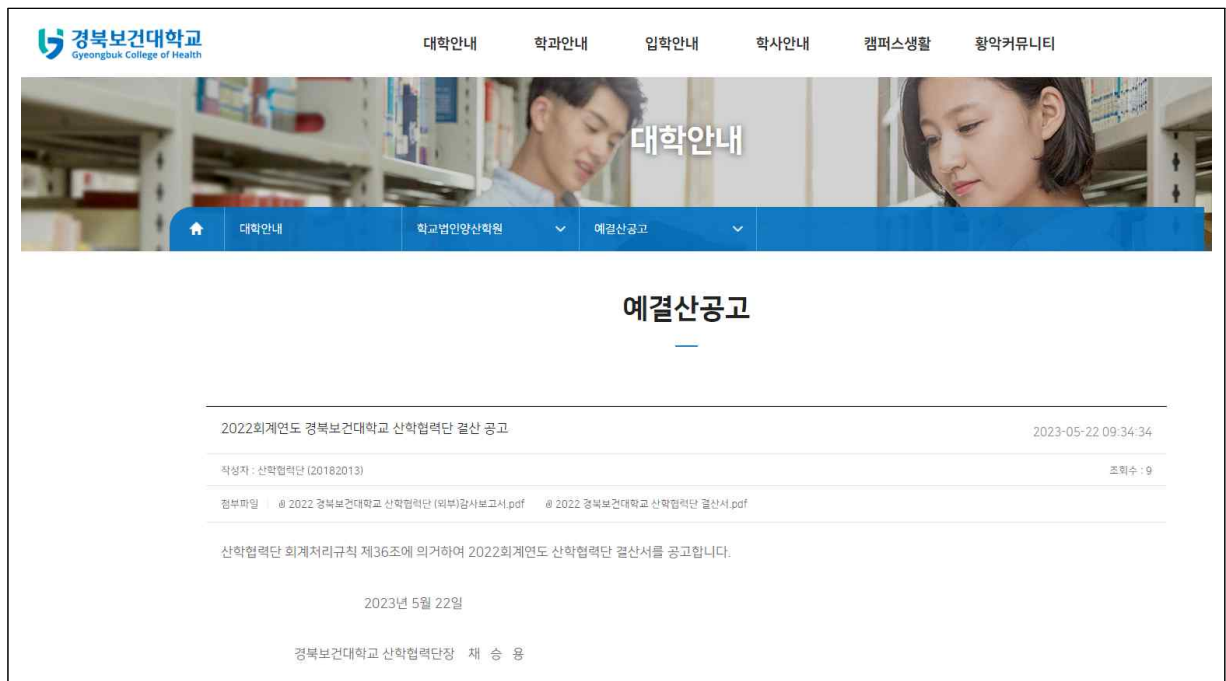 경북보건대학교
Gyeongbuk College of Health
대학안내 학과안내 입학안내 학사안내 캠퍼스생활 황악커뮤니티
대학안내
대학안내 학교법인양산학원 예결산공고
예결산공고
2022회계연도 경북보건대학교 산학협력단 결산 공고 2023-05-22 09:34:34
작성자 : 산학협력단 (20182013) 조회수 : 9
첨부파일 2022 경북보건대학교 산학협력단 (외부)감사보고서.pdf 2022 경북보건대학교 산학협력단 결산서.pdf
산학협력단 회계처리규칙 제36조에 의거하여 2022회계연도 산학협력단 결산서를 공고합니다.
2023년 5월 22일
경북보건대학교 산학협력단장 채 승 용